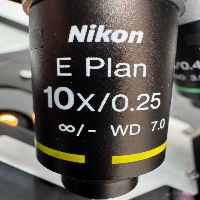 Nikon
E Plan
10X/0.25
∞/- WD 7.0